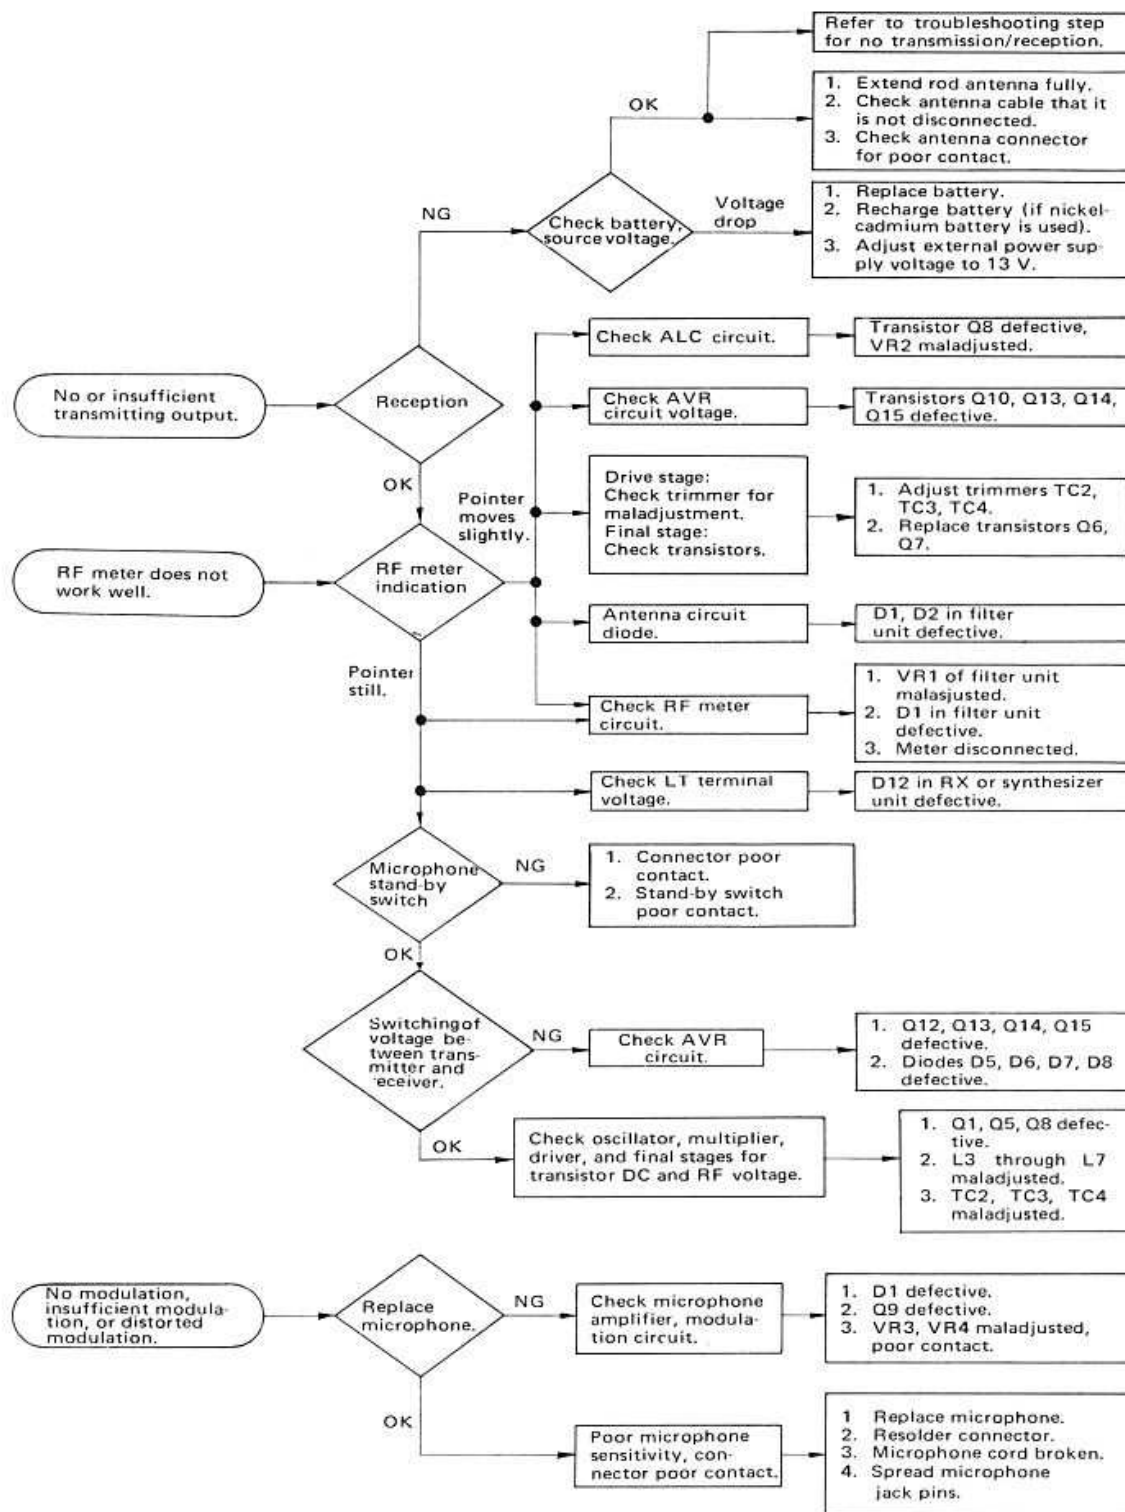 Refer to troubleshooting step
for no transmission/reception.
1. Extend rod antenna fully.
2. Check antenna cable that it
is not disconnected.
3. Check antenna connector
for poor contact.
OK
NG
Check battery,
source voltage.
Voltage
drop
1. Replace battery.
2. Recharge battery (if nickel-
cadmium battery is used).
3. Adjust external power sup-
ply voltage to 13 V.
No or insufficient
transmitting output.
Reception
OK
Pointer
moves
slightly.
Check ALC circuit.
Transistor Q8 defective,
VR2 maladjusted.
Check AVR
circuit voltage.
Transistors Q10, Q13, Q14,
Q15 defective.
Drive stage:
Check trimmer for
maladjustment.
Final stage:
Check transistors.
1. Adjust trimmers TC2,
TC3, TC4.
2. Replace transistors Q6,
Q7.
RF meter does not
work well.
RF meter
indication
Antenna circuit
diode.
D1, D2 in filter
unit defective.
Pointer
still.
Check RF meter
circuit.
1. VR1 of filter unit
malasjusted.
2. D1 in filter unit
defective.
3. Meter disconnected.
Check LT terminal
voltage.
D12 in RX or synthesizer
unit defective.
Microphone
stand-by
switch
NG
1. Connector poor
contact.
2. Stand-by switch
poor contact.
OK
Switching of
voltage be-
tween trans-
mitter and
receiver.
NG
Check AVR
circuit.
1. Q12, Q13, Q14, Q15
defective.
2. Diodes D5, D6, D7, D8
defective.
OK
Check oscillator, multiplier,
driver, and final stages for
transistor DC and RF voltage.
1. Q1, Q5, Q8 defec-
tive.
2. L3 through L7
maladjusted.
3. TC2, TC3, TC4
maladjusted.
No modulation,
insufficient modula-
tion, or distorted
modulation.
Replace
microphone.
NG
Check microphone
amplifier, modula-
tion circuit.
1. D1 defective.
2. Q9 defective.
3. VR3, VR4 maladjusted,
poor contact.
OK
Poor microphone
sensitivity, con-
nector poor contact.
1 Replace microphone.
2. Resolder connector.
3. Microphone cord broken.
4. Spread microphone
jack pins.